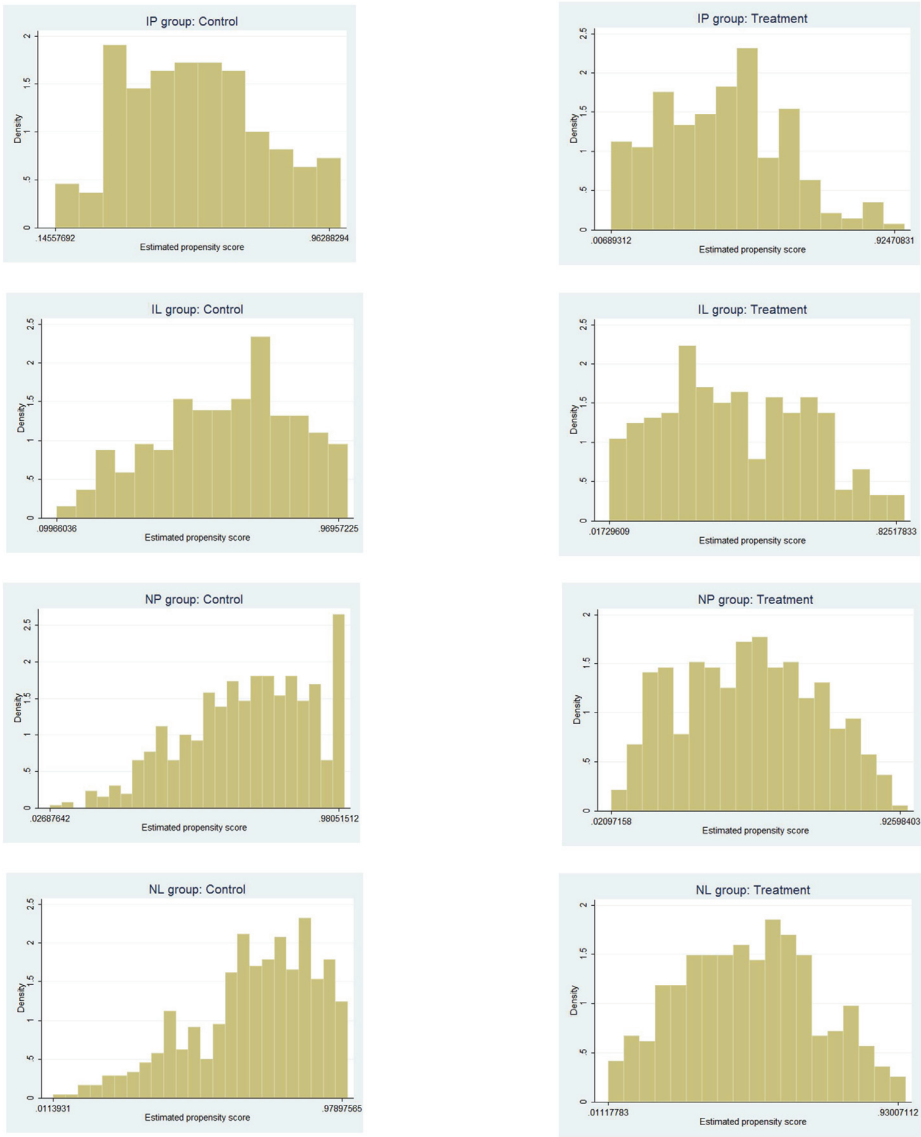 IP group: Control
2
1.5
1
.5
0
Density
.14557692
.96288294
Estimated propensity score
IP group: Treatment
2.5
2
1.5
1
.5
0
Density
.00689312
.92470831
Estimated propensity score
IL group: Control
2.5
2
1.5
1
.5
0
Density
.09966036
.96957225
Estimated propensity score
IL group: Treatment
2.5
2
1.5
1
.5
0
Density
.01729609
.82517833
Estimated propensity score
NP group: Control
2.5
2
1.5
1
.5
0
Density
.02687642
.98051512
Estimated propensity score
NP group: Treatment
2
1.5
1
.5
0
Density
.02097158
.92598403
Estimated propensity score
NL group: Control
2.5
2
1.5
1
.5
0
Density
.0113931
.97897565
Estimated propensity score
NL group: Treatment
2
1.5
1
.5
0
Density
.01117783
.93007112
Estimated propensity score